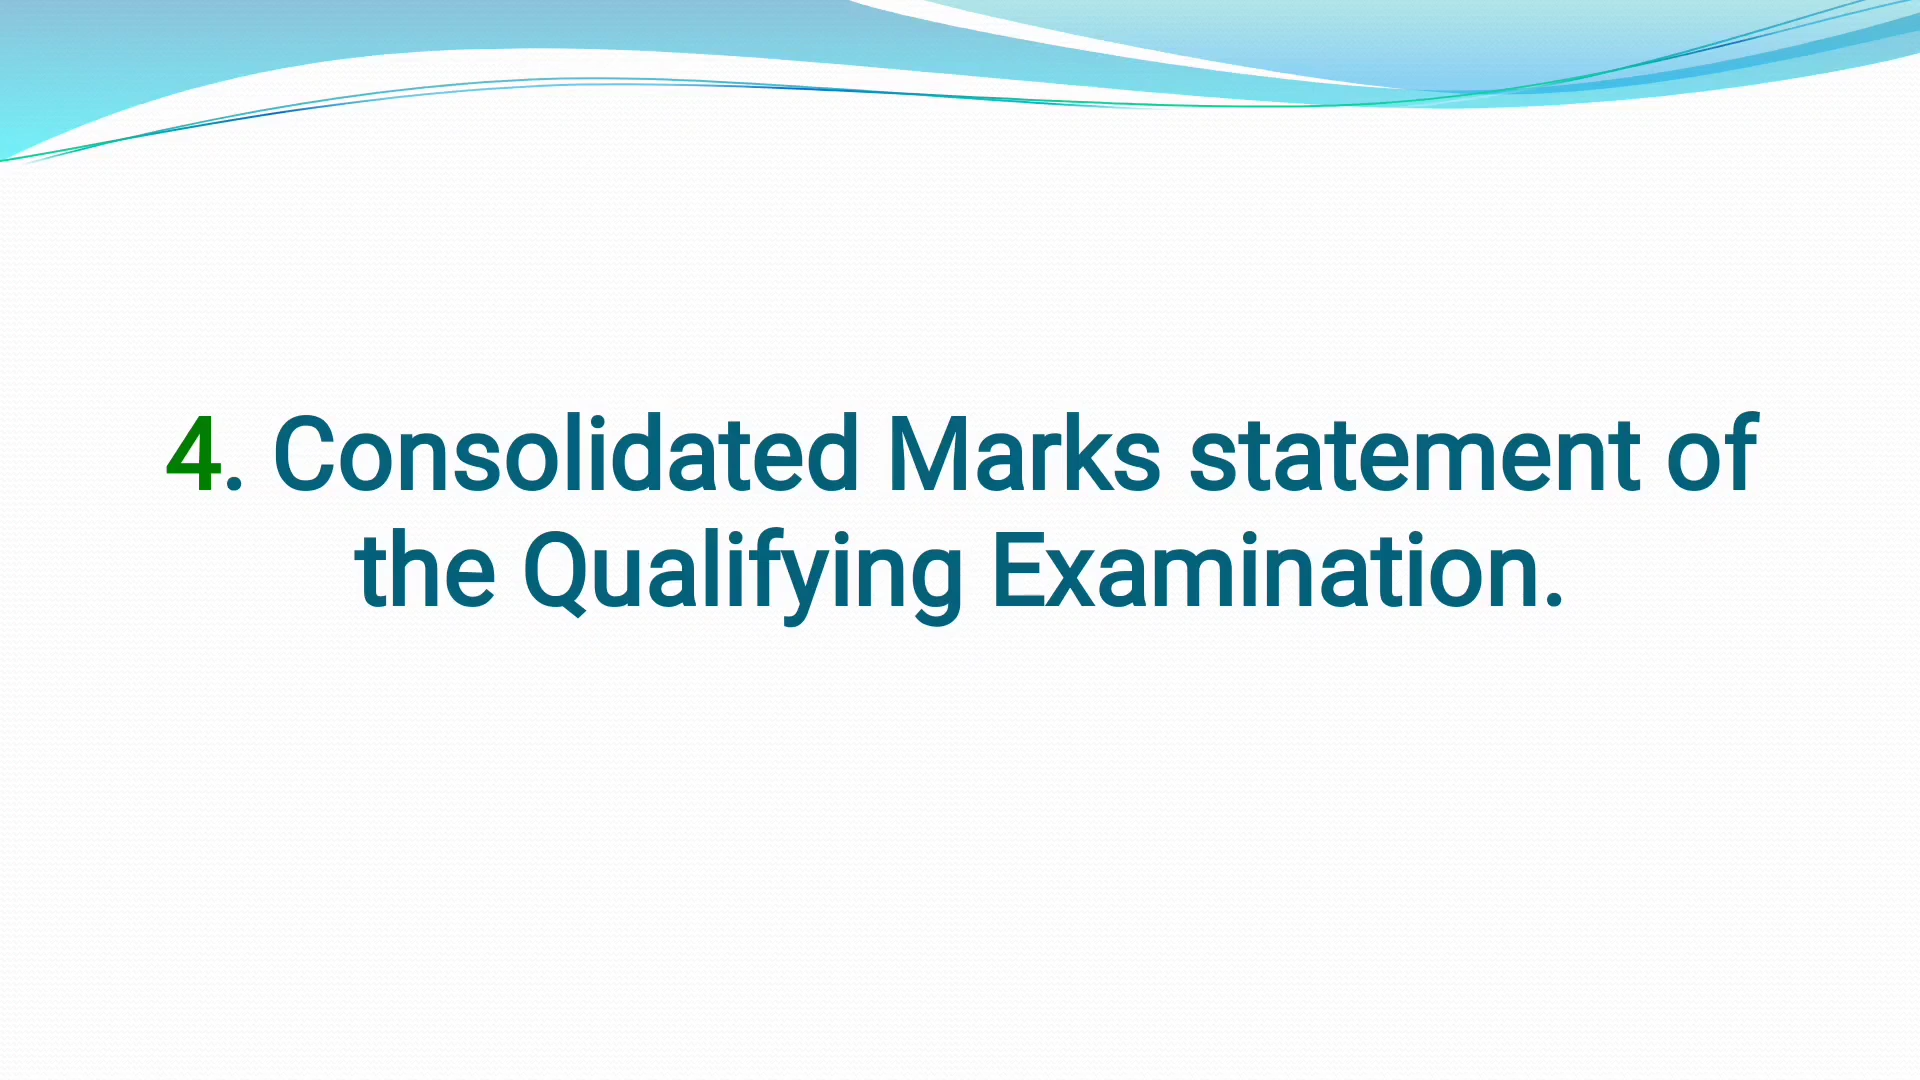 4. Consolidated Marks statement of
the Qualifying Examination.